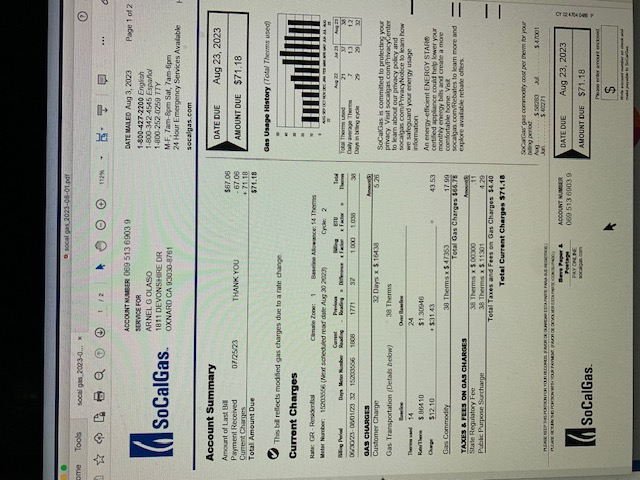 socal gas_2023-08-01.pdf
ome Tools socal gas_2023-0... ×
1 / 2 112%
SoCalGas.
ACCOUNT NUMBER 069 513 6903 9
SERVICE FOR
ARNEL G OLASO
1811 DEVONSHIRE DR
OXNARD CA 93030-8761
DATE MAILED Aug 3, 2023 Page 1 of 2
1-800-427-2200 English
1-800-342-4545 Español
1-800-252-0259 TTY
M-F, 7am-8pm Sat, 7am-6pm
24 Hour Emergency Services Available
socalgas.com
Account Summary
Amount of Last Bill $67.06
Payment Received 07/25/23 THANK YOU - 67.06
Current Charges + 71.18
Total Amount Due $71.18
DATE DUE Aug 23, 2023
AMOUNT DUE $71.18
This bill reflects modified gas charges due to a rate change.
Current Charges
Rate: GR - Residential Climate Zone: 1 Baseline Allowance: 14 Therms
Meter Number: 15203556 (Next scheduled read date Aug 30 2023) Cycle: 2
Billing Period Days Meter Number Current Reading - Previous Reading = Difference x Billing Factor x BTU Factor = Total Therms
06/30/23-08/01/23 32 15203556 1808 1771 37 1.000 1.038 38
GAS CHARGES Amount($)
Customer Charge 32 Days x $.16438 5.26
Gas Transportation (Details below) 38 Therms
Baseline Over Baseline
Therms used 14 24
Rate/Therm $.86410 $1.30946
Charge $12.10 + $31.43 = 43.53
Gas Commodity 38 Therms x $.47353 17.99
Total Gas Charges $66.78
TAXES & FEES ON GAS CHARGES Amount($)
State Regulatory Fee 38 Therms x $.00300 .11
Public Purpose Surcharge 38 Therms x $.11301 4.29
Total Taxes and Fees on Gas $4.40
Total Current Charges $71.18
Gas Usage History (Total Therms used)
Aug 22 Jul 23 Aug 23
Total Therms used 21 37 38
Daily average Therms .7 1.3 1.2
Days in billing cycle 29 29 32
SoCalGas is committed to protecting your
privacy. Visit socalgas.com/PrivacyCenter
to learn about our privacy policy and
socalgas.com/PrivacyNotice to learn how
we safeguard your energy usage
information.
An energy-efficient ENERGY STAR®
certified appliance could help lower your
monthly energy bills and create a more
comfortable home. Visit
socalgas.com/Rebates to learn more and
explore available rebate offers.
SoCalGas' gas commodity cost per therm for your
billing period:
Aug $.58283 Jul $.47001
Jun $.40271
PLEASE KEEP THIS PORTION FOR YOUR RECORDS. (FAVOR DE GUARDAR ESTA PARTE PARA SUS REGISTROS.)
PLEASE RETURN THIS PORTION WITH YOUR PAYMENT. (FAVOR DE DEVOLVER ESTA PARTE CON SU PAGO.)
SoCalGas.
Save Paper &
Postage
PAY ONLINE
socalgas.com
ACCOUNT NUMBER
069 513 6903 9
DATE DUE Aug 23, 2023
AMOUNT DUE $71.18
Please enter amount enclosed.
$
Write account number on check and
make payable to SoCalGas.